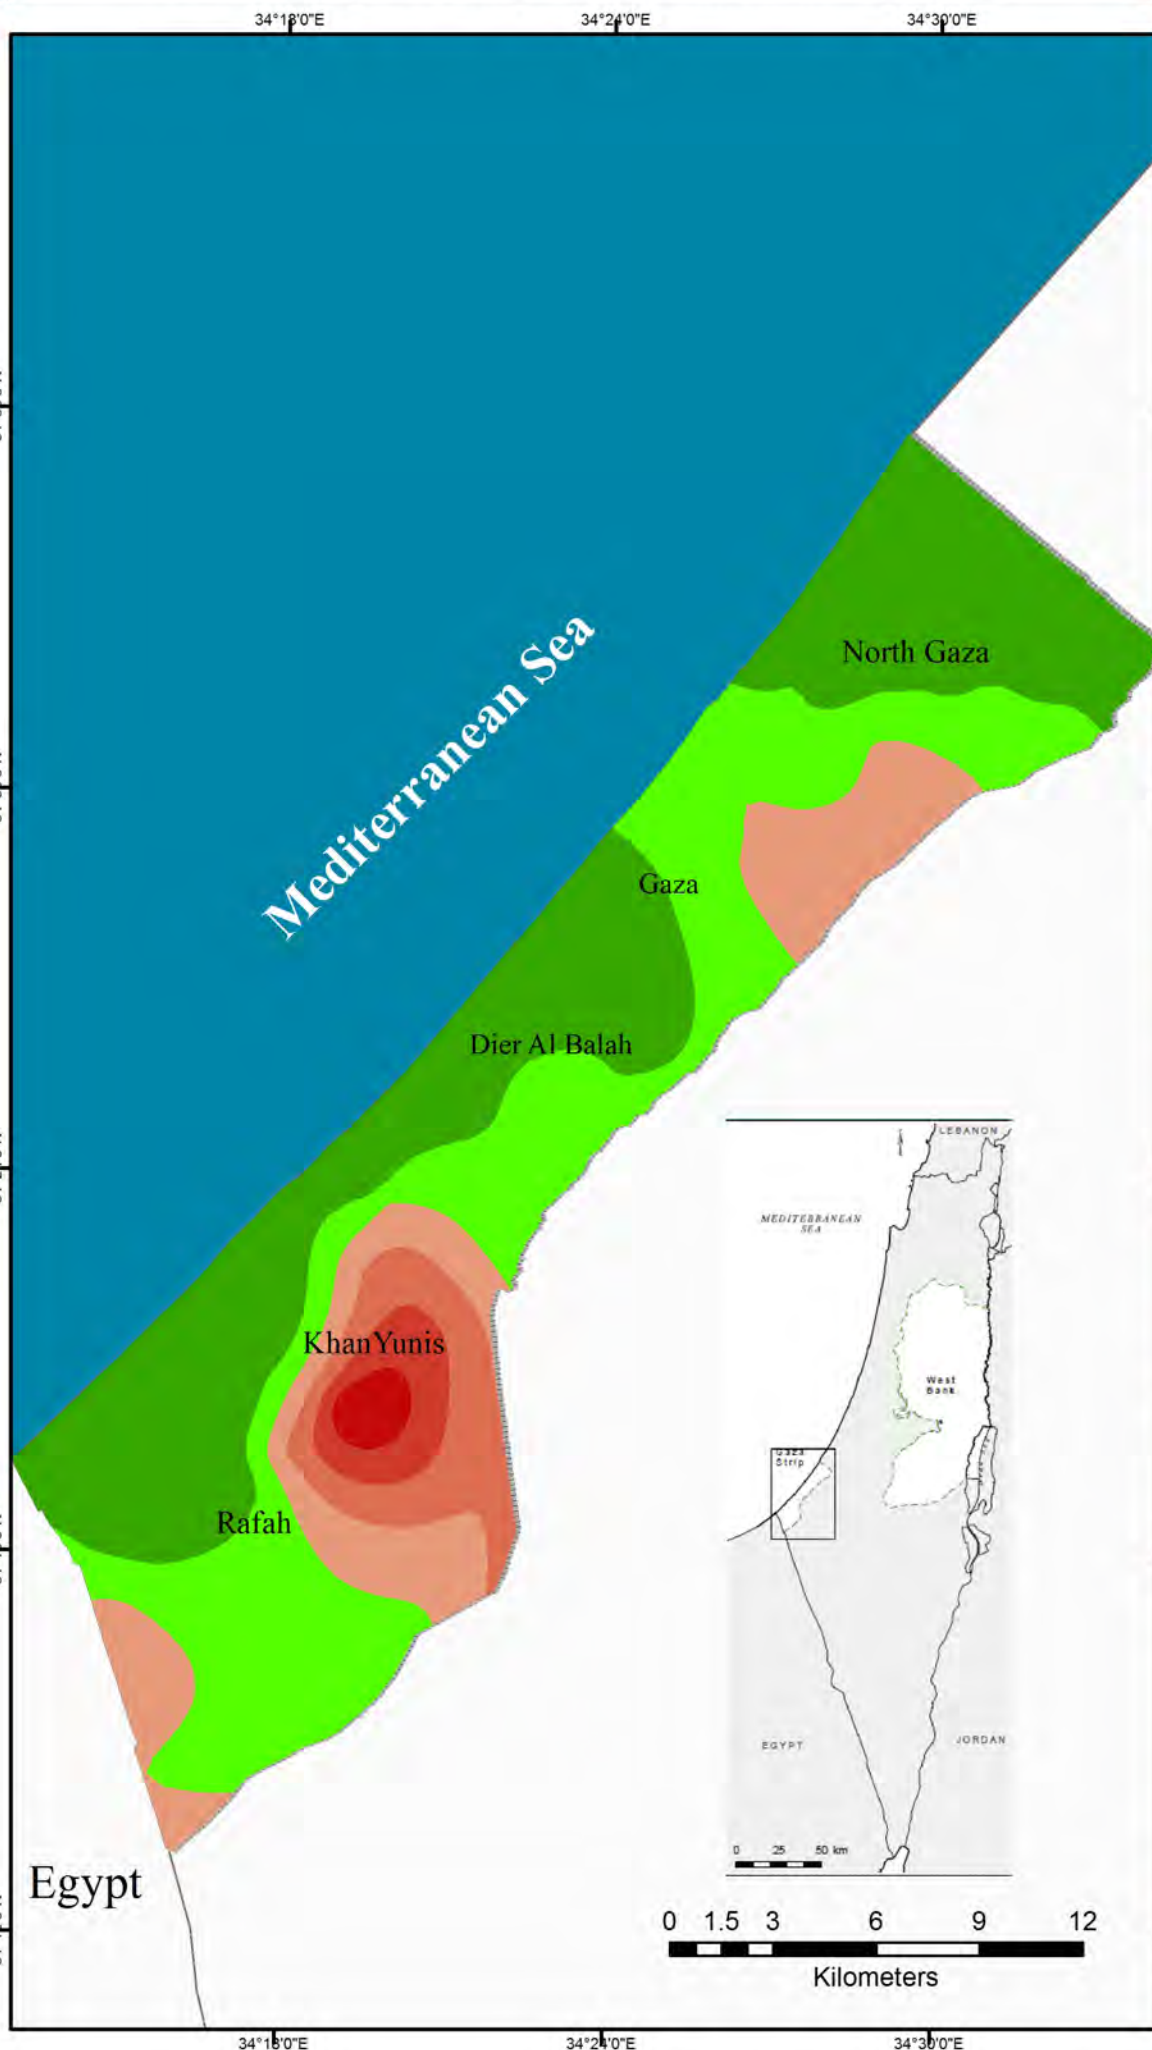 34°18'0"E
34°24'0"E
34°30'0"E
Mediterranean Sea
North Gaza
Gaza
Dier Al Balah
KhanYunis
Rafah
Egypt
LEBANON
MEDITERRANEAN
SEA
West
Bank
Gaza
Strip
EGYPT
JORDAN
0 25 50 km
0 1.5 3 6 9 12
Kilometers
34°18'0"E
34°24'0"E
34°30'0"E